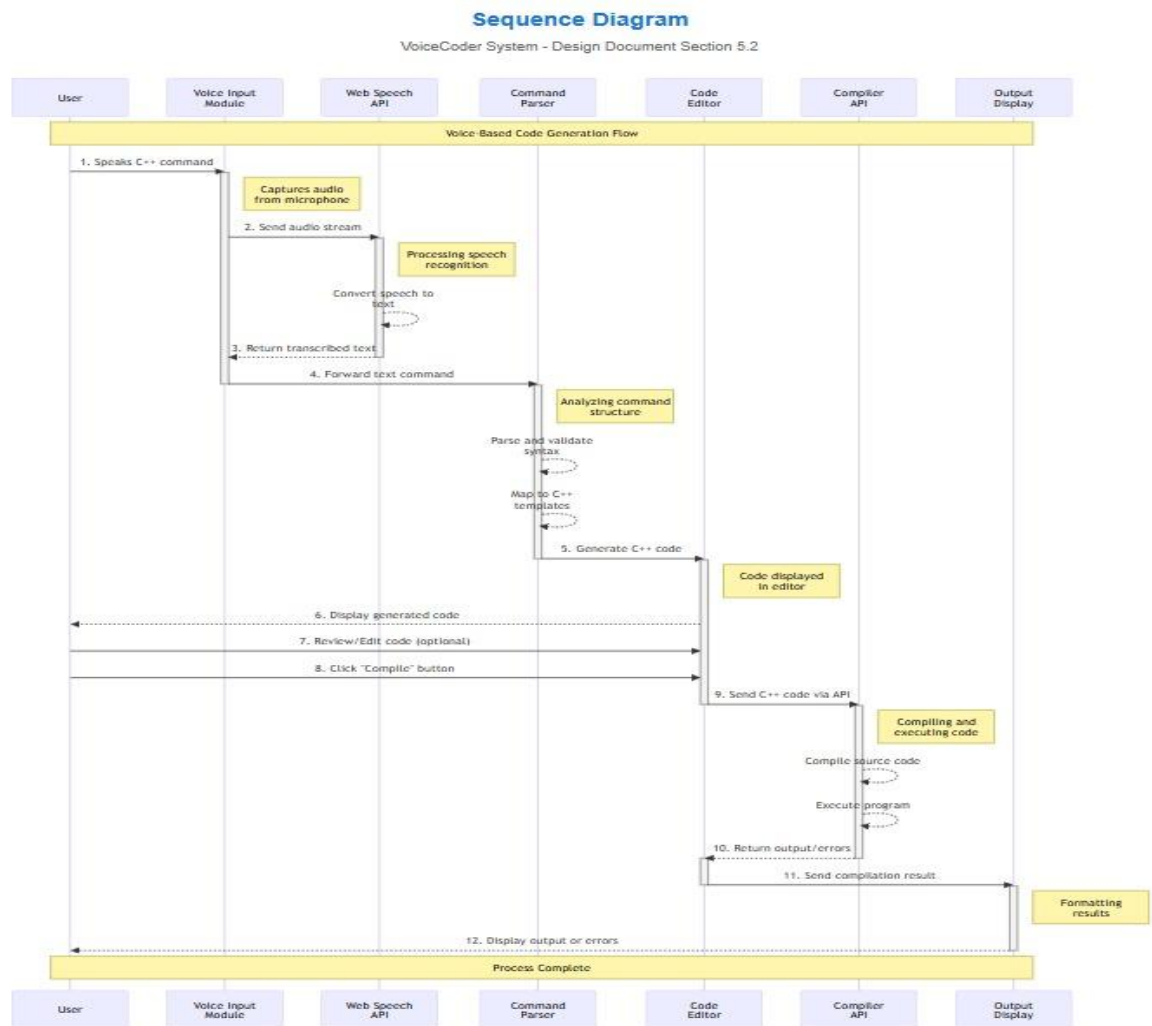 Sequence Diagram
VoiceCoder System - Design Document Section 5.2
User
Voice Input
Module
Web Speech
API
Command
Parser
Code
Editor
Compiler
API
Output
Display
Voice-Based Code Generation Flow
1. Speaks C++ command
Captures audio
from microphone
2. Send audio stream
Processing speech
recognition
Convert speech to
text
3. Return transcribed text
4. Forward text command
Analyzing command
structure
Parse and validate
syntax
Map to C++
templates
5. Generate C++ code
Code displayed
in editor
6. Display generated code
7. Review/Edit code (optional)
8. Click "Compile" button
9. Send C++ code via API
Compiling and
executing code
Compile source code
Execute program
10. Return output/errors
11. Send compilation result
Formatting
results
12. Display output or errors
Process Complete
User
Voice Input
Module
Web Speech
API
Command
Parser
Code
Editor
Compiler
API
Output
Display